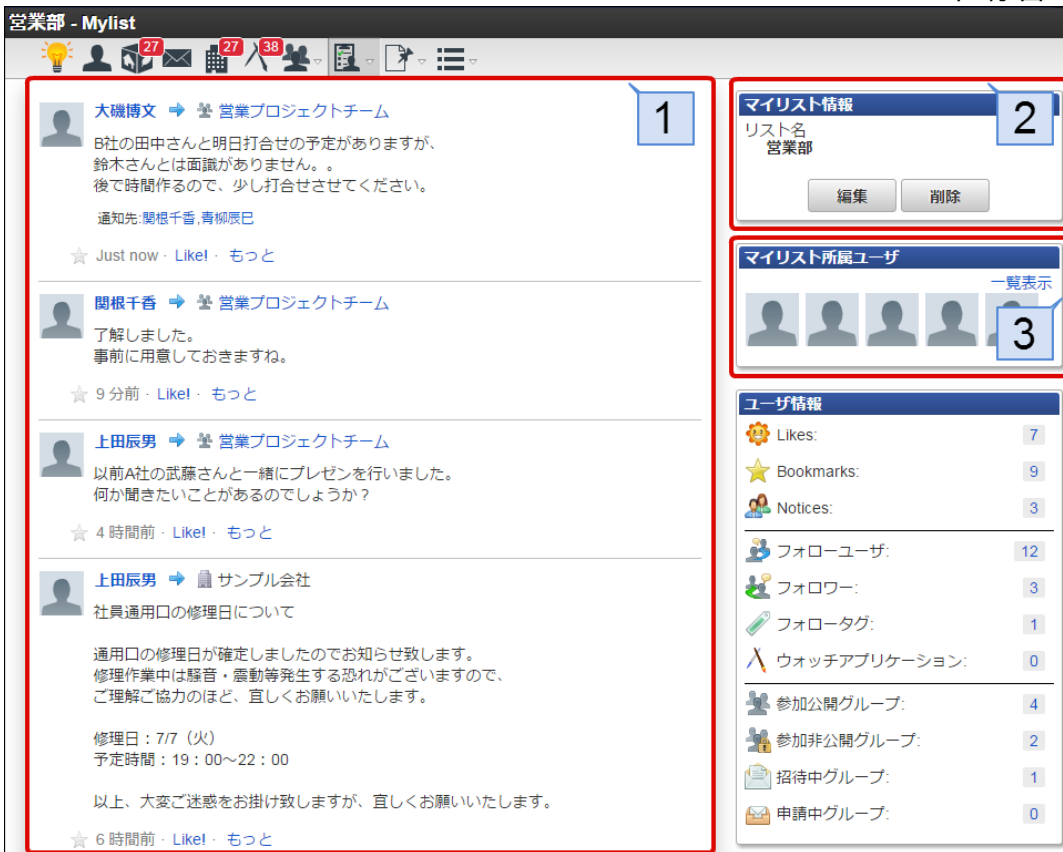 営業部 - Mylist
27
27
38
大磯博文 営業プロジェクトチーム
B社の田中さんと明日打合せの予定がありますが、
鈴木さんとは面識がありません。。
後で時間作るので、少し打合せさせてください。
通知先:関根千香,青柳辰巳
Just now · Like! · もっと
関根千香 営業プロジェクトチーム
了解しました。
事前に用意しておきますね。
9 分前 · Like! · もっと
上田辰男 営業プロジェクトチーム
以前A社の武藤さんと一緒にプレゼンを行いました。
何か聞きたいことがあるのでしょうか？
4 時間前 · Like! · もっと
上田辰男 サンプル会社
社員通用口の修理日について
通用口の修理日が確定しましたのでお知らせ致します。
修理作業中は騒音・震動等発生する恐れがございますので、
ご理解ご協力のほど、宜しくお願いいたします。
修理日：7/7（火）
予定時間：19：00～22：00
以上、大変ご迷惑をお掛け致しますが、宜しくお願いいたします。
6 時間前 · Like! · もっと
1
マイリスト情報
リスト名
営業部
編集
削除
2
マイリスト所属ユーザ
一覧表示
3
ユーザ情報
Likes: 7
Bookmarks: 9
Notices: 3
フォローユーザ: 12
フォロワー: 3
フォロータグ: 1
ウォッチアプリケーション: 0
参加公開グループ: 4
参加非公開グループ: 2
招待中グループ: 1
申請中グループ: 0